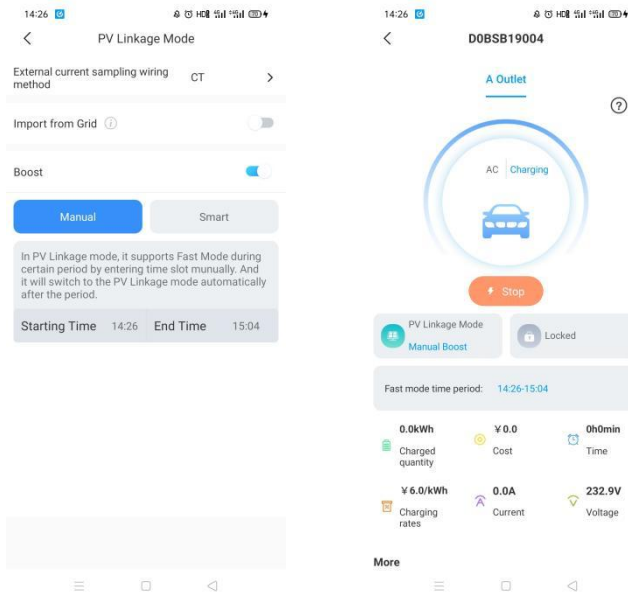 14:26
PV Linkage Mode
External current sampling wiring
method
CT
Import from Grid
Boost
Manual
Smart
In PV Linkage mode, it supports Fast Mode during
certain period by entering time slot munually. And
it will switch to the PV Linkage mode automatically
after the period.
Starting Time 14:26 End Time 15:04
14:26
D0BSB19004
A Outlet
?
AC Charging
Stop
PV Linkage Mode
Manual Boost
Locked
Fast mode time period: 14:26-15:04
0.0kWh
Charged
quantity
¥0.0
Cost
0h0min
Time
¥6.0/kWh
Charging
rates
0.0A
Current
232.9V
Voltage
More